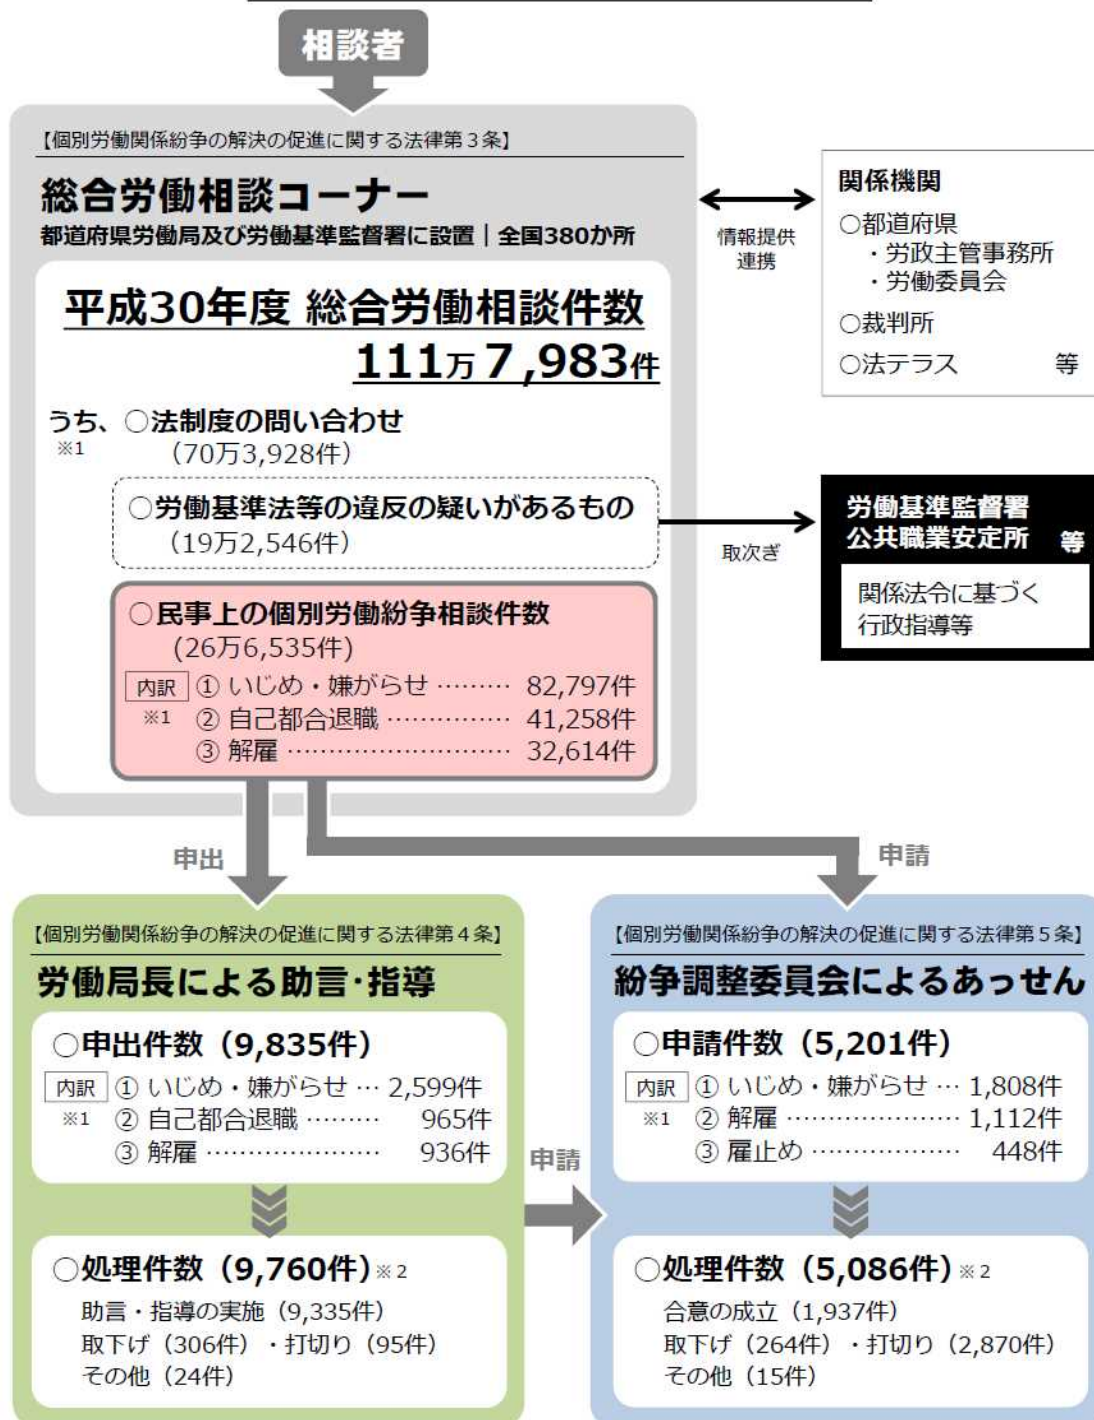 相談者
【個別労働関係紛争の解決の促進に関する法律第3条】
総合労働相談コーナー
都道府県労働局及び労働基準監督署に設置｜全国380か所
平成30年度 総合労働相談件数
111万 7,983件
うち、○法制度の問い合わせ
※1 （70万3,928件）
○労働基準法等の違反の疑いがあるもの
（19万2,546件）
○民事上の個別労働紛争相談件数
(26万6,535件)
内訳 ① いじめ・嫌がらせ ……… 82,797件
※1 ② 自己都合退職 …………… 41,258件
③ 解雇 ……………………… 32,614件
情報提供
連携
関係機関
○都道府県
・労政主管事務所
・労働委員会
○裁判所
○法テラス 等
取次ぎ
労働基準監督署
公共職業安定所 等
関係法令に基づく
行政指導等
申出
申請
【個別労働関係紛争の解決の促進に関する法律第4条】
労働局長による助言･指導
○申出件数（9,835件）
内訳 ① いじめ・嫌がらせ … 2,599件
※1 ② 自己都合退職 ……… 965件
③ 解雇 ………………… 936件
○処理件数（9,760件）※2
助言・指導の実施（9,335件）
取下げ（306件）・打切り（95件）
その他（24件）
申請
【個別労働関係紛争の解決の促進に関する法律第5条】
紛争調整委員会によるあっせん
○申請件数（5,201件）
内訳 ① いじめ・嫌がらせ … 1,808件
※1 ② 解雇 ………………… 1,112件
③ 雇止め ……………… 448件
○処理件数（5,086件）※2
合意の成立（1,937件）
取下げ（264件）・打切り（2,870件）
その他（15件）